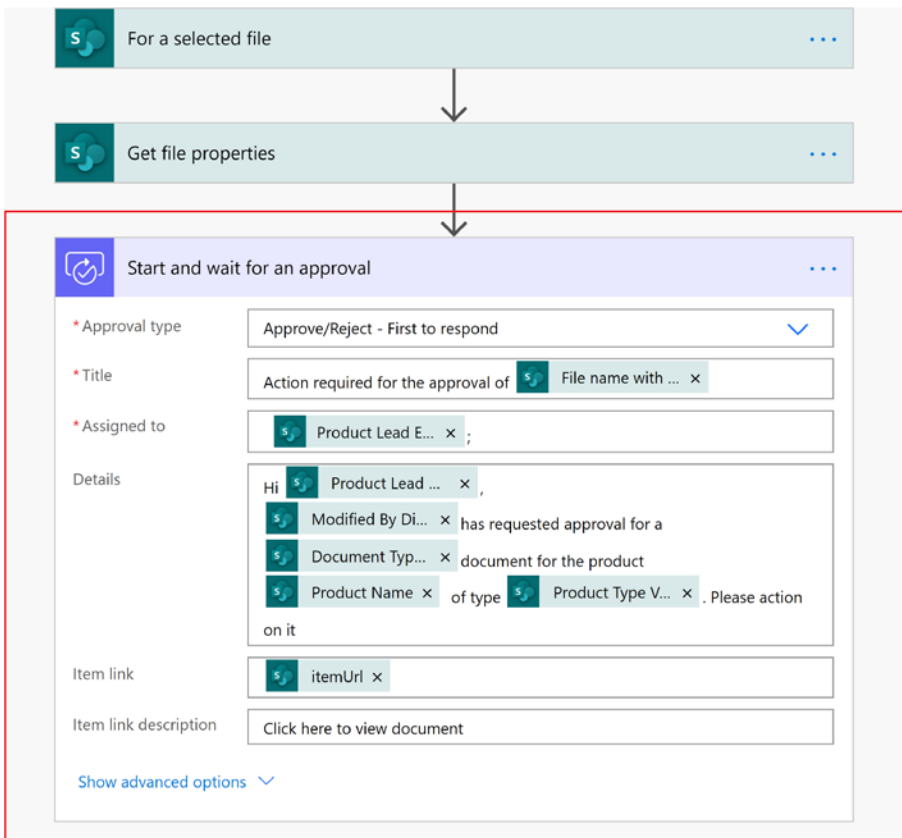 For a selected file
Get file properties
Start and wait for an approval
* Approval type
Approve/Reject - First to respond
* Title
Action required for the approval of File name with ... ×
* Assigned to
Product Lead E... × ;
Details
Hi Product Lead ... × ,
Modified By Di... × has requested approval for a
Document Typ... × document for the product
Product Name × of type Product Type V... × . Please action
on it
Item link
itemUrl ×
Item link description
Click here to view document
Show advanced options